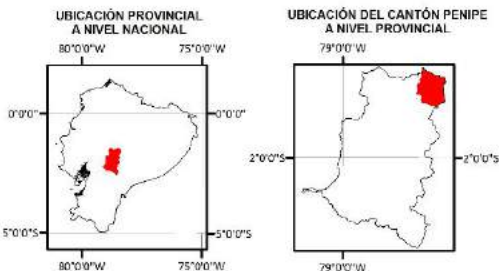 UBICACIÓN PROVINCIAL
A NIVEL NACIONAL
80°0'0"W 75°0'0"W
0°0'0" 0°0'0"
5°0'0"S 5°0'0"S
80°0'0"W 75°0'0"W
UBICACIÓN DEL CANTÓN PENIPE
A NIVEL PROVINCIAL
79°0'0"W
2°0'0"S 2°0'0"S
79°0'0"W